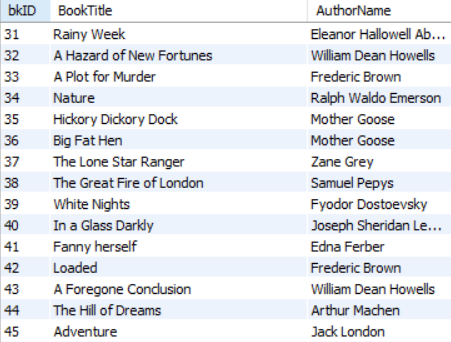 bkID BookTitle AuthorName
31 Rainy Week Eleanor Hallowell Ab...
32 A Hazard of New Fortunes William Dean Howells
33 A Plot for Murder Frederic Brown
34 Nature Ralph Waldo Emerson
35 Hickory Dickory Dock Mother Goose
36 Big Fat Hen Mother Goose
37 The Lone Star Ranger Zane Grey
38 The Great Fire of London Samuel Pepys
39 White Nights Fyodor Dostoevsky
40 In a Glass Darkly Joseph Sheridan Le...
41 Fanny herself Edna Ferber
42 Loaded Frederic Brown
43 A Foregone Conclusion William Dean Howells
44 The Hill of Dreams Arthur Machen
45 Adventure Jack London